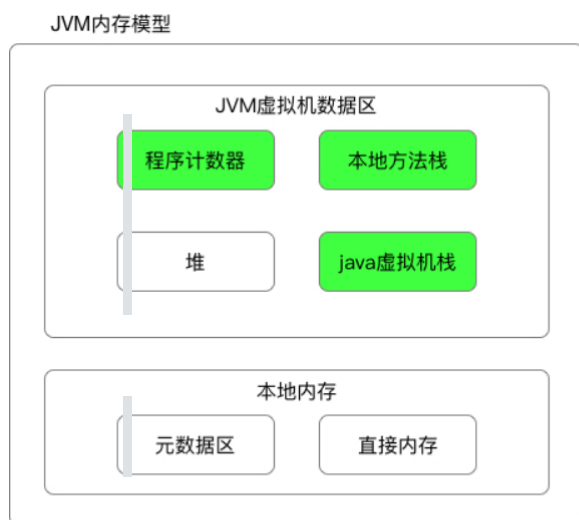 JVM内存模型
JVM虚拟机数据区
程序计数器
本地方法栈
堆
java虚拟机栈
本地内存
元数据区
直接内存